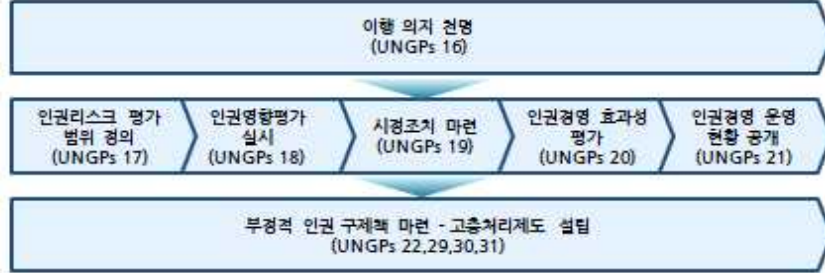 이행 의지 천명
(UNGPs 16)
인권리스크 평가
범위 정의
(UNGPs 17)
인권영향평가
실시
(UNGPs 18)
시정조치 마련
(UNGPs 19)
인권경영 효과성
평가
(UNGPs 20)
인권경영 운영
현황 공개
(UNGPs 21)
부정적 인권 구제책 마련 - 고충처리제도 설립
(UNGPs 22,29,30,31)